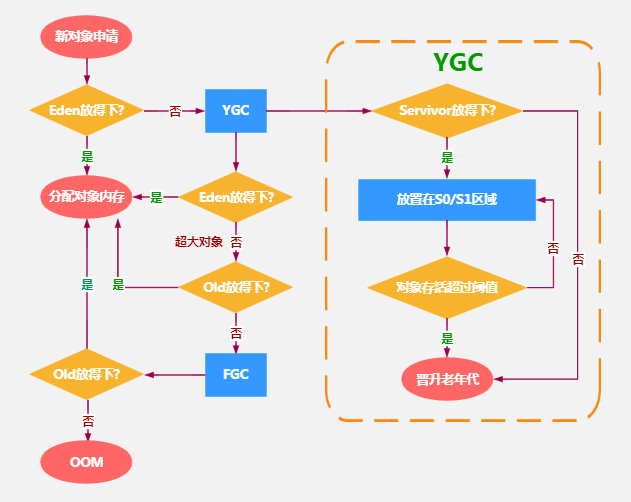 新对象申请
Eden放得下?
否
YGC
是
分配对象内存
是
Eden放得下?
超大对象
否
是
是
Old放得下?
否
Old放得下?
FGC
否
OOM
YGC
Servivor放得下?
是
放置在S0/S1区域
否
否
对象存活超过阈值
是
晋升老年代